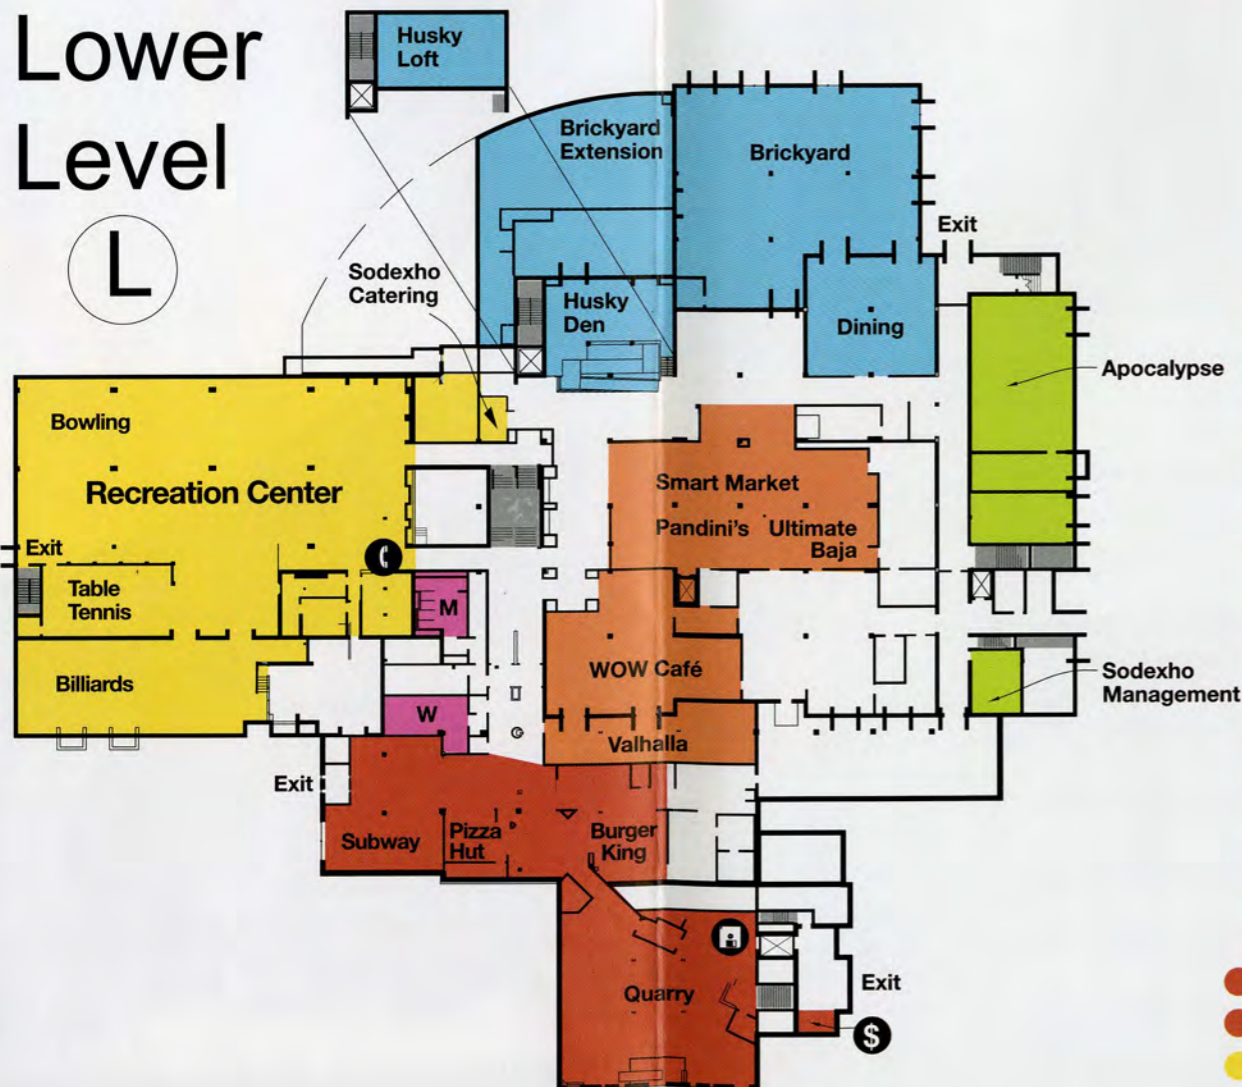 Lower
Level
L
Husky
Loft
Brickyard
Extension
Brickyard
Exit
Sodexho
Catering
Husky
Den
Dining
Apocalypse
Bowling
Recreation Center
Smart Market
Pandini's
Ultimate
Baja
Exit
Table
Tennis
M
WOW Café
Sodexho
Management
Billiards
W
Valhalla
Exit
Subway
Pizza
Hut
Burger
King
Quarry
Exit
$